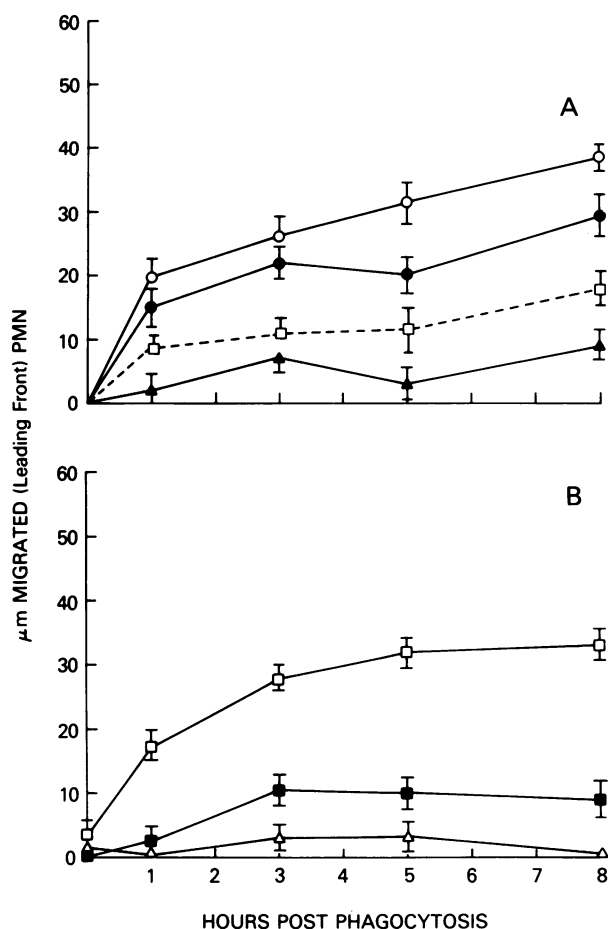 60
50
A
40
30
20
10
0
μm MIGRATED (Leading Front) PMN
60
B
50
40
30
20
10
0
1 2 3 4 5 6 7 8
HOURS POST PHAGOCYTOSIS